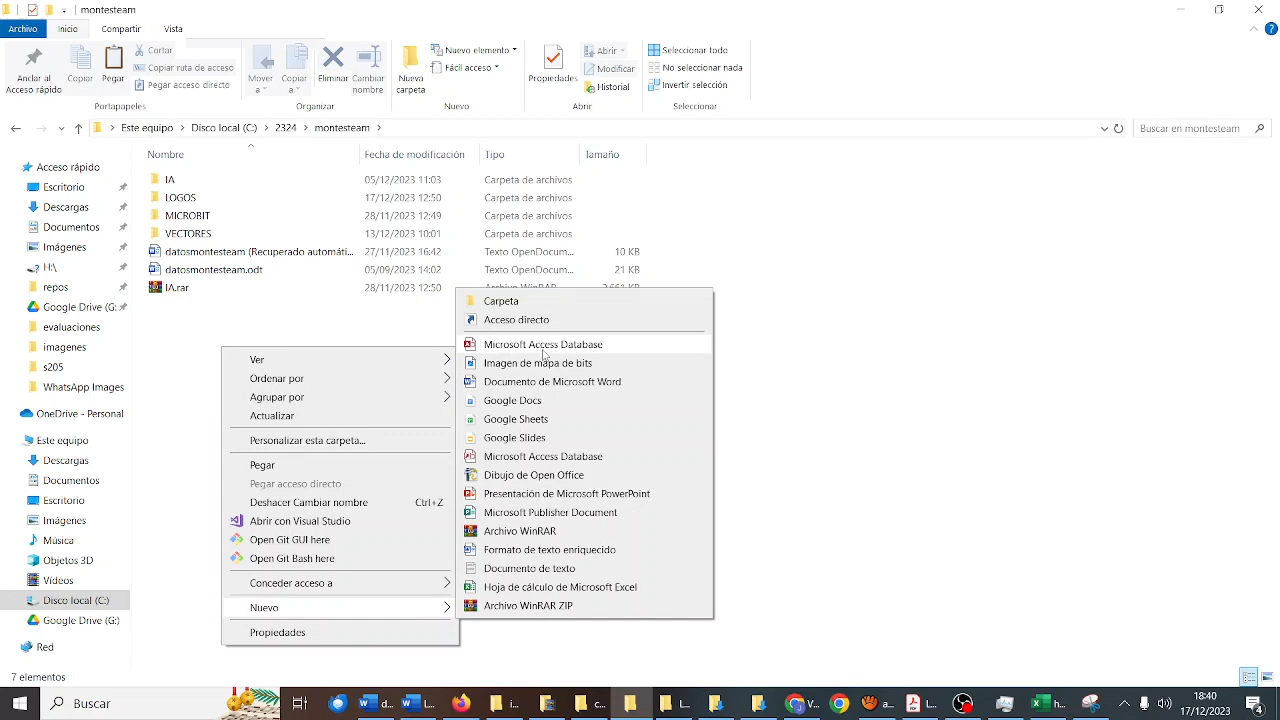 montesteam
Archivo Inicio Compartir Vista
Anclar al Acceso rápido
Copiar
Pegar
Cortar
Copiar ruta de acceso
Pegar acceso directo
Portapapeles
Mover a
Copiar a
Eliminar
Cambiar nombre
Organizar
Nueva carpeta
Nuevo elemento
Fácil acceso
Nuevo
Propiedades
Abrir
Modificar
Historial
Abrir
Seleccionar todo
No seleccionar nada
Invertir selección
Seleccionar
Este equipo > Disco local (C:) > 2324 > montesteam >
Buscar en montesteam
Nombre Fecha de modificación Tipo Tamaño
IA 05/12/2023 11:03 Carpeta de archivos
LOGOS 17/12/2023 12:50 Carpeta de archivos
MICROBIT 28/11/2023 12:49 Carpeta de archivos
VECTORES 13/12/2023 10:01 Carpeta de archivos
datosmonteteam (Recuperado automáti... 27/11/2023 16:42 Texto OpenDocum... 10 KB
datosmonteteam.odt 05/09/2023 14:02 Texto OpenDocum... 21 KB
IA.rar 28/11/2023 12:50 Archivo WinRAR 2.661 KB
Acceso rápido
Escritorio
Descargas
Documentos
Imágenes
H:\
repos
Google Drive (G:
evaluaciones
imagenes
s205
WhatsApp Images
OneDrive - Personal
Este equipo
Descargas
Documentos
Escritorio
Imágenes
Música
Objetos 3D
Vídeos
Disco local (C:)
Google Drive (G:)
Red
Ver
Ordenar por
Agrupar por
Actualizar
Personalizar esta carpeta...
Pegar
Pegar acceso directo
Deshacer Cambiar nombre Ctrl+Z
Abrir con Visual Studio
Open Git GUI here
Open Git Bash here
Conceder acceso a
Nuevo
Propiedades
Carpeta
Acceso directo
Microsoft Access Database
Imagen de mapa de bits
Documento de Microsoft Word
Google Docs
Google Sheets
Google Slides
Microsoft Access Database
Dibujo de Open Office
Presentación de Microsoft PowerPoint
Microsoft Publisher Document
Archivo WinRAR
Formato de texto enriquecido
Documento de texto
Hoja de cálculo de Microsoft Excel
Archivo WinRAR ZIP
7 elementos
Buscar
18:40
17/12/2023
4